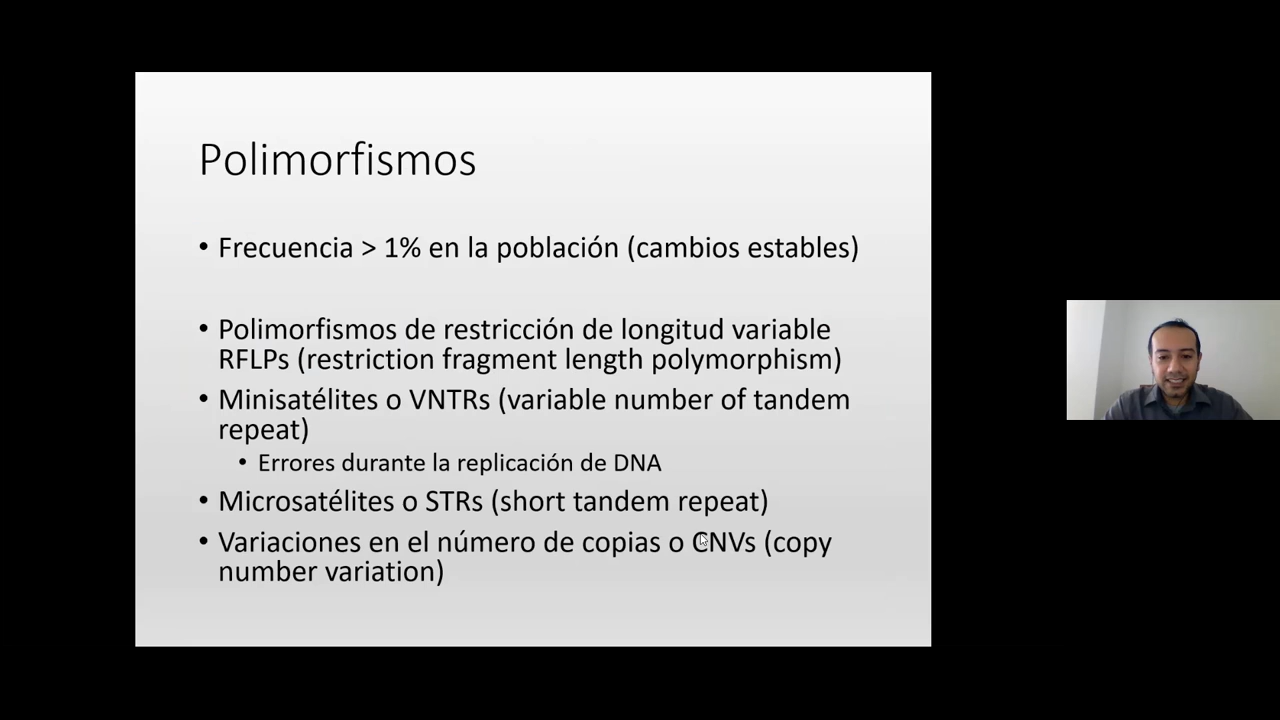 Polimorfismos
• Frecuencia > 1% en la población (cambios estables)
• Polimorfismos de restricción de longitud variable
RFLPs (restriction fragment length polymorphism)
• Minisatélites o VNTRs (variable number of tandem
repeat)
• Errores durante la replicación de DNA
• Microsatélites o STRs (short tandem repeat)
• Variaciones en el número de copias o CNVs (copy
number variation)